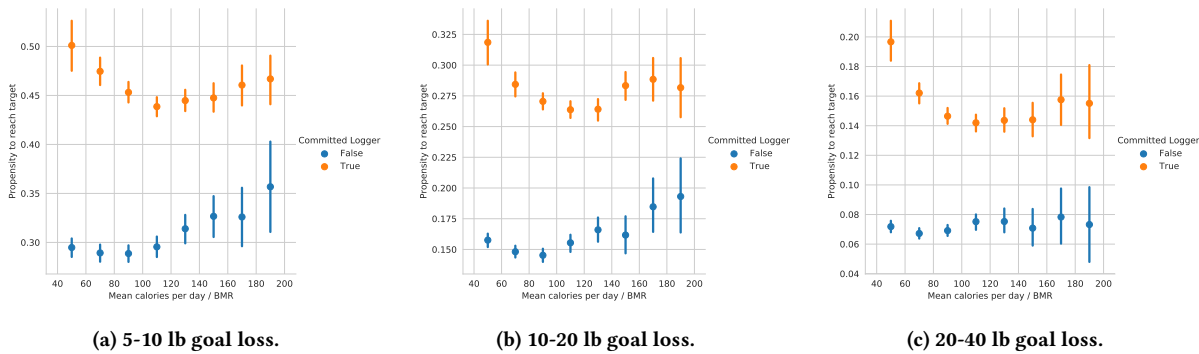 Propensity to reach target
0.50
0.45
0.40
0.35
0.30
40 60 80 100 120 140 160 180 200
Mean calories per day / BMR
Committed Logger
False
True
(a) 5-10 lb goal loss.
Propensity to reach target
0.325
0.300
0.275
0.250
0.225
0.200
0.175
0.150
40 60 80 100 120 140 160 180 200
Mean calories per day / BMR
Committed Logger
False
True
(b) 10-20 lb goal loss.
Propensity to reach target
0.20
0.18
0.16
0.14
0.12
0.10
0.08
0.06
0.04
40 60 80 100 120 140 160 180 200
Mean calories per day / BMR
Committed Logger
False
True
(c) 20-40 lb goal loss.